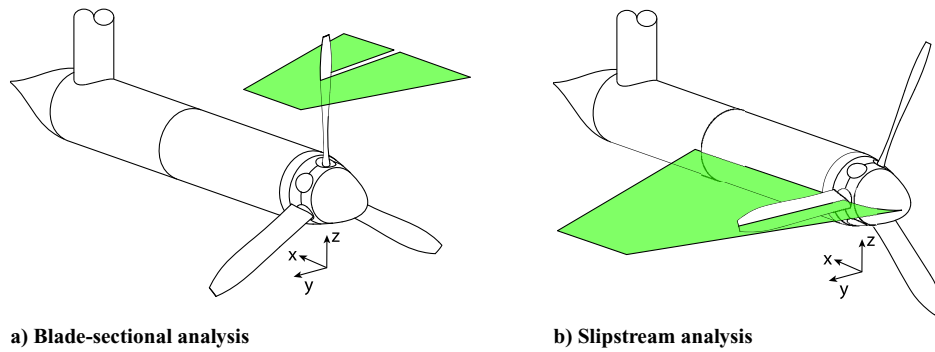 z
x
y
z
x
y
a) Blade-sectional analysis
b) Slipstream analysis